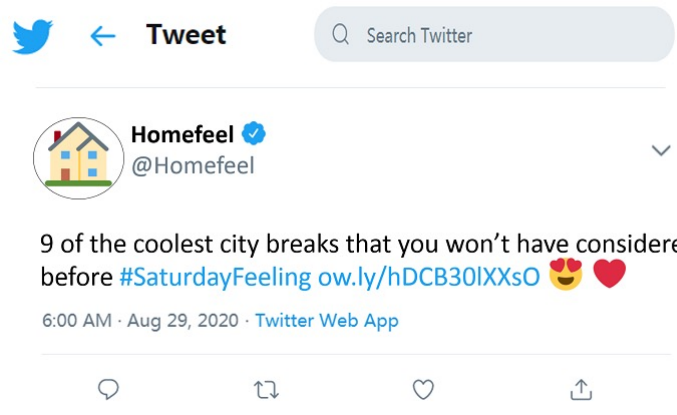 Tweet
Search Twitter
Homefeel
@Homefeel
9 of the coolest city breaks that you won’t have considere
before #SaturdayFeeling ow.ly/hDCB30lXXsO 😍 ❤️
6:00 AM · Aug 29, 2020 · Twitter Web App